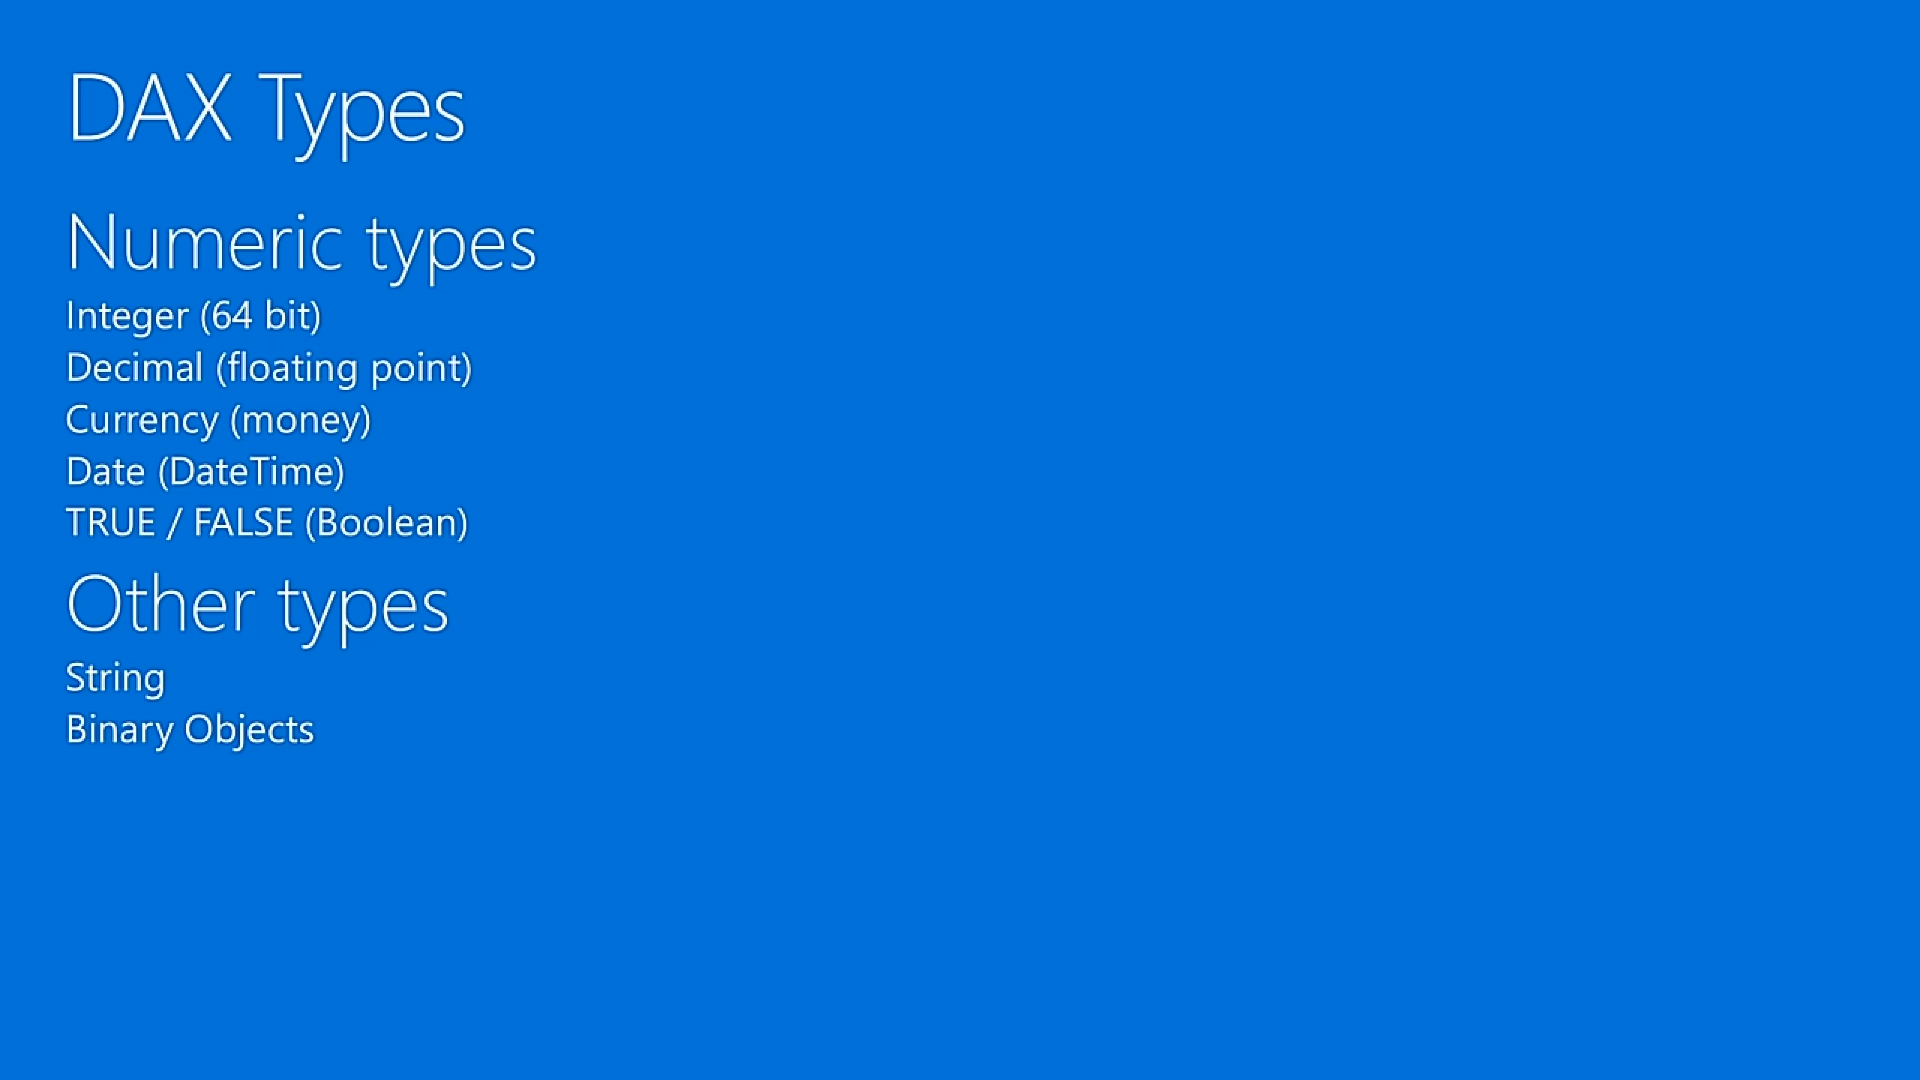 DAX Types
Numeric types
Integer (64 bit)
Decimal (floating point)
Currency (money)
Date (DateTime)
TRUE / FALSE (Boolean)
Other types
String
Binary Objects